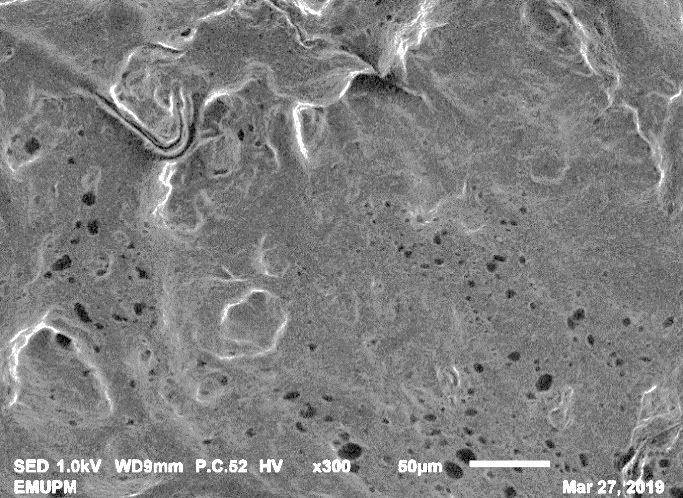 SED 1.0kV WD9mm P.C.52 HV x300 50µm
EMUPM Mar 27, 2019